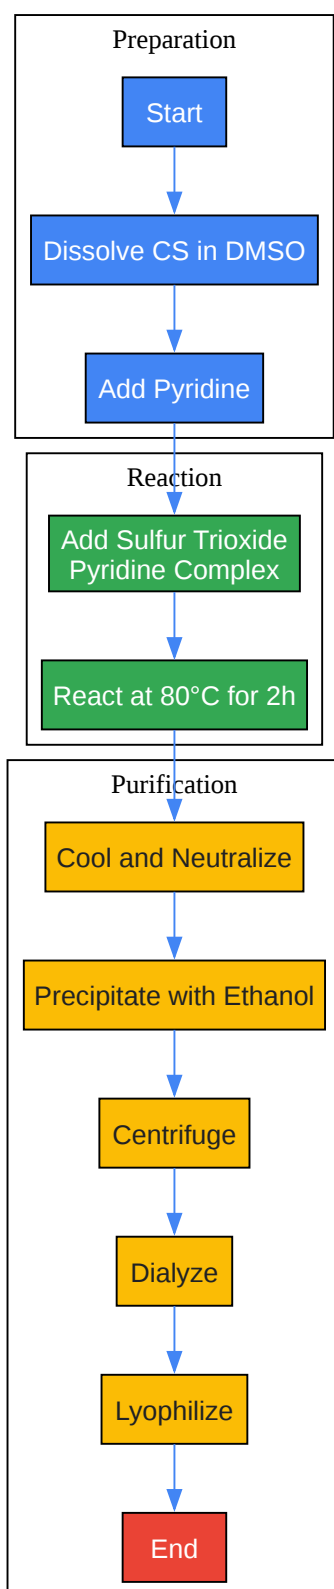 Preparation
Start
Dissolve CS in DMSO
Add Pyridine
Reaction
Add Sulfur Trioxide
Pyridine Complex
React at 80°C for 2h
Purification
Cool and Neutralize
Precipitate with Ethanol
Centrifuge
Dialyze
Lyophilize
End